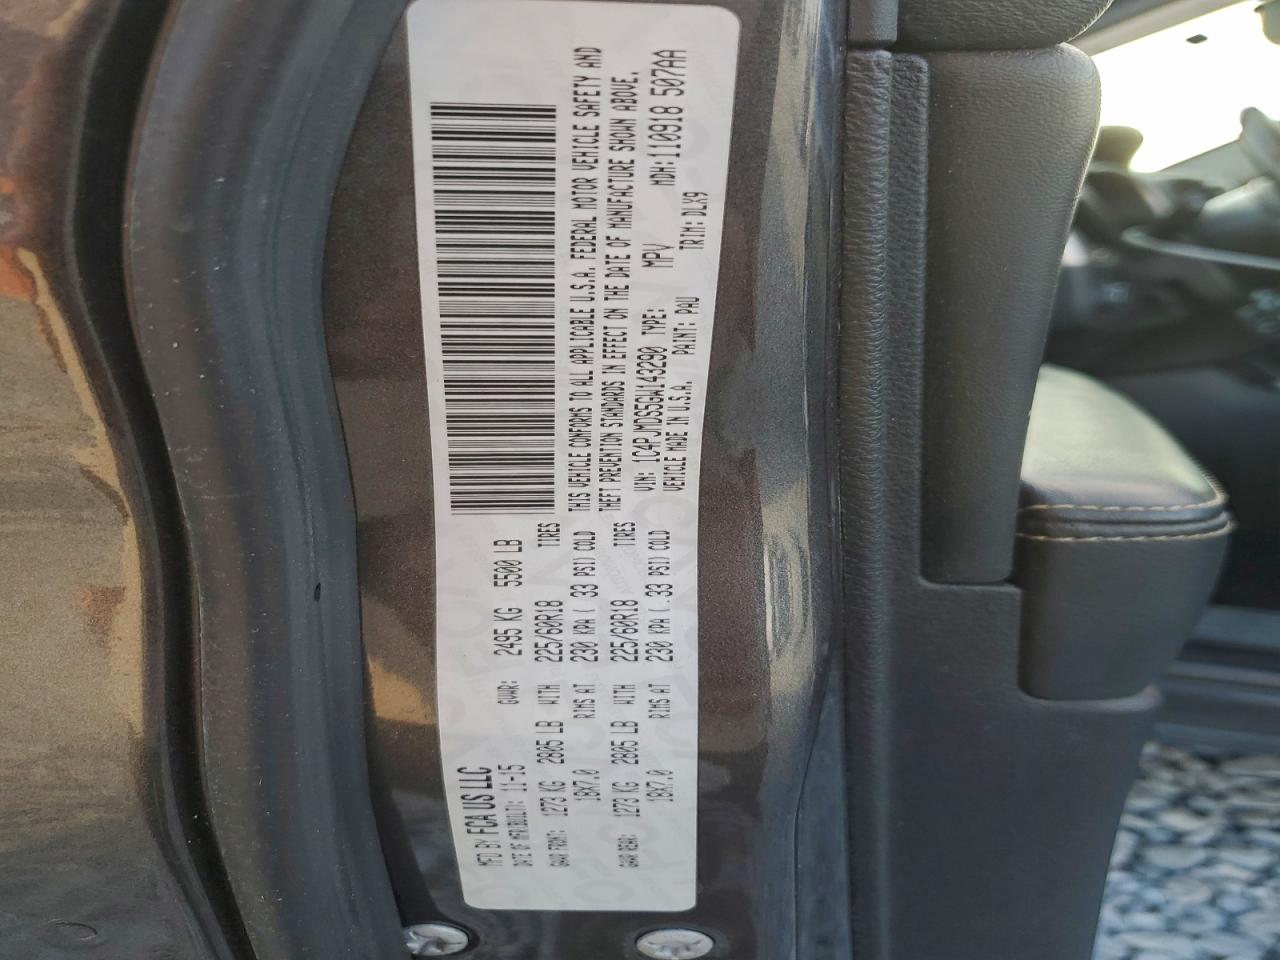 MFD BY FCA US LLC
DATE OF MFR(BUILT): 11-15 GVWR: 2495 KG 5500 LB
GAWR FRONT: 1273 KG 2805 LB WITH 225/60R18 TIRES
18X7.0 RIMS AT 230 KPA ( 33 PSI) COLD
GAWR REAR: 1273 KG 2805 LB WITH 225/60R18 TIRES
18X7.0 RIMS AT 230 KPA ( 33 PSI) COLD
THIS VEHICLE CONFORMS TO ALL APPLICABLE U.S.A. FEDERAL MOTOR VEHICLE SAFETY AND
THEFT PREVENTION STANDARDS IN EFFECT ON THE DATE OF MANUFACTURE SHOWN ABOVE.
VIN: 1C4PJMDS5GW143290 TYPE: MPV MDH:110918 507AA
VEHICLE MADE IN U.S.A. PAINT: PAU TRIM: DLX9